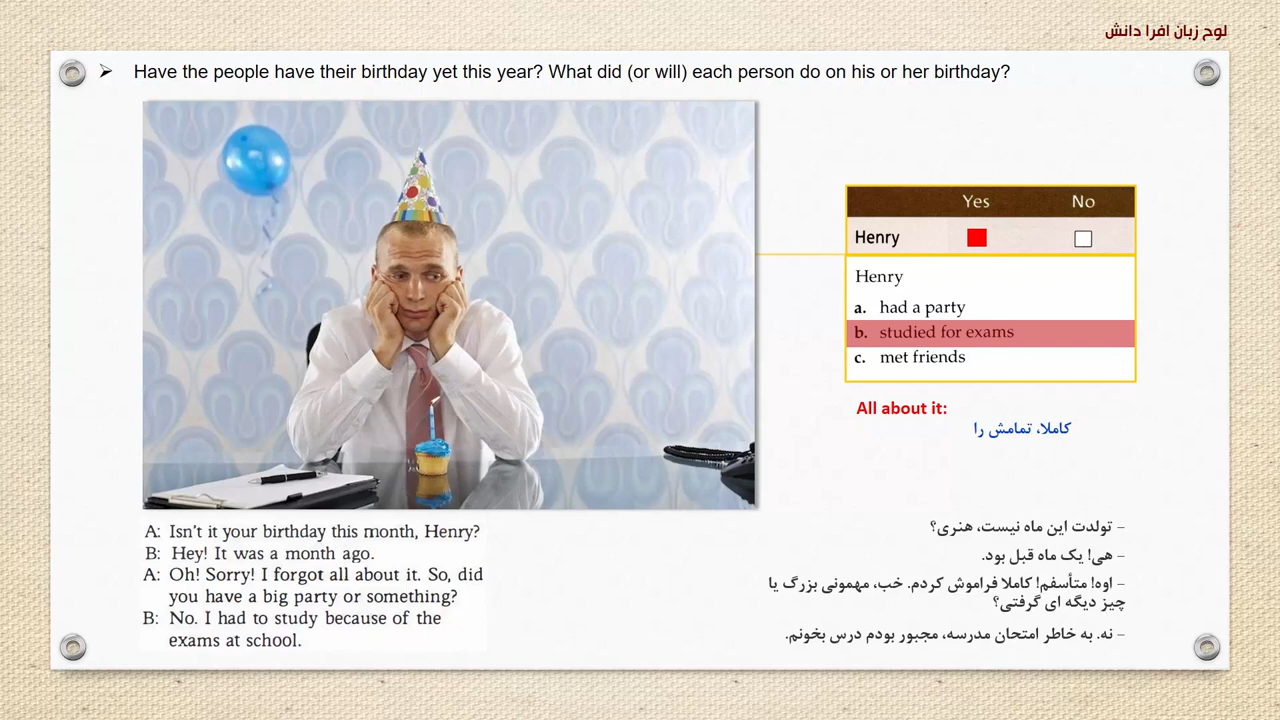 لوح زبان افرا دانش
➢ Have the people have their birthday yet this year? What did (or will) each person do on his or her birthday?
Yes No
Henry
Henry
a. had a party
b. studied for exams
c. met friends
All about it:
کاملا، تمامش را
A: Isn't it your birthday this month, Henry?
B: Hey! It was a month ago.
A: Oh! Sorry! I forgot all about it. So, did
you have a big party or something?
B: No. I had to study because of the
exams at school.
– تولدت این ماه نیست، هنری؟
– هی! یک ماه قبل بود.
– اوه! متأسفم! کاملا فراموش کردم. خب، مهمونی بزرگ یا
چیز دیگه ای گرفتی؟
– نه. به خاطر امتحان مدرسه، مجبور بودم درس بخونم.